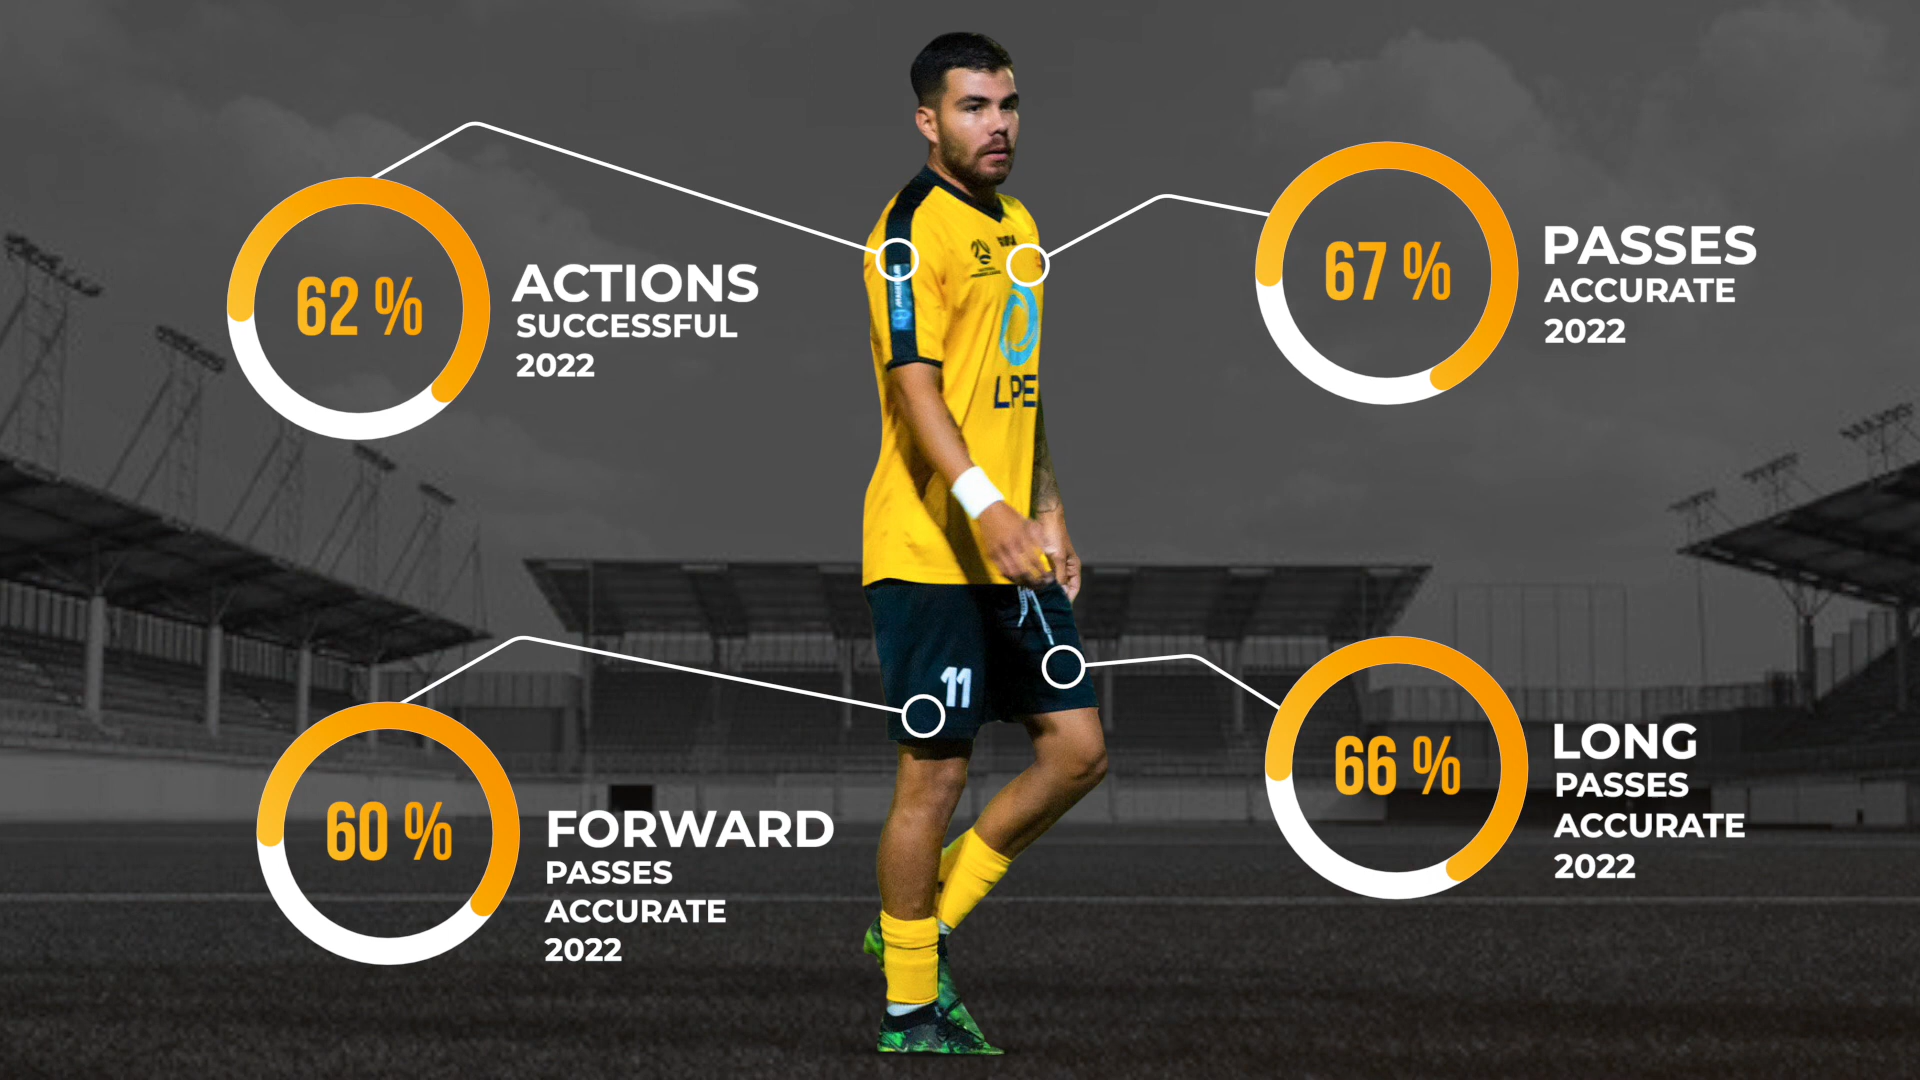 62 %
ACTIONS
SUCCESSFUL
2022
67 %
PASSES
ACCURATE
2022
LPE
11
60 %
FORWARD
PASSES
ACCURATE
2022
66 %
LONG
PASSES
ACCURATE
2022